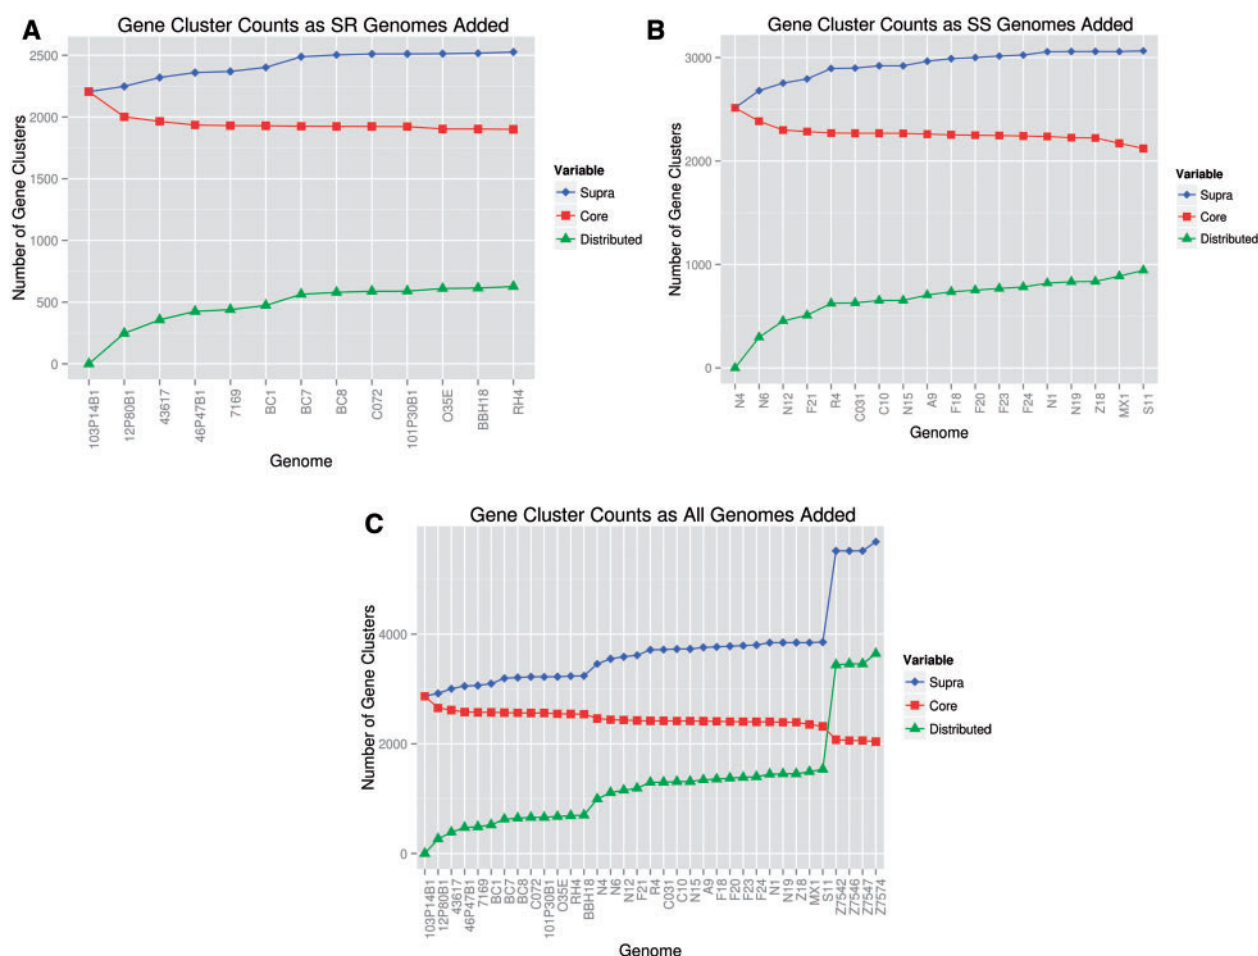 A
Gene Cluster Counts as SR Genomes Added
Number of Gene Clusters
2500
2000
1500
1000
500
0
103P14B1
12P80B1
43617
46P47B1
7169
BC1
BC7
BC8
C072
101P30B1
O35E
BBH18
RH4
Genome
Variable
Supra
Core
Distributed
B
Gene Cluster Counts as SS Genomes Added
Number of Gene Clusters
3000
2000
1000
0
N4
N6
N12
F21
R4
C031
C10
N15
A9
F18
F20
F23
F24
N1
N19
Z18
MX1
S11
Genome
Variable
Supra
Core
Distributed
C
Gene Cluster Counts as All Genomes Added
Number of Gene Clusters
4000
2000
0
103P14B1
12P80B1
43617
46P47B1
7169
BC1
BC7
BC8
C072
101P30B1
O35E
RH4
BBH18
N4
N6
N12
F21
R4
C031
C10
N15
A9
F18
F20
F23
F24
N1
N19
Z18
MX1
S11
Z7542
Z7546
Z7547
Z7574
Genome
Variable
Supra
Core
Distributed